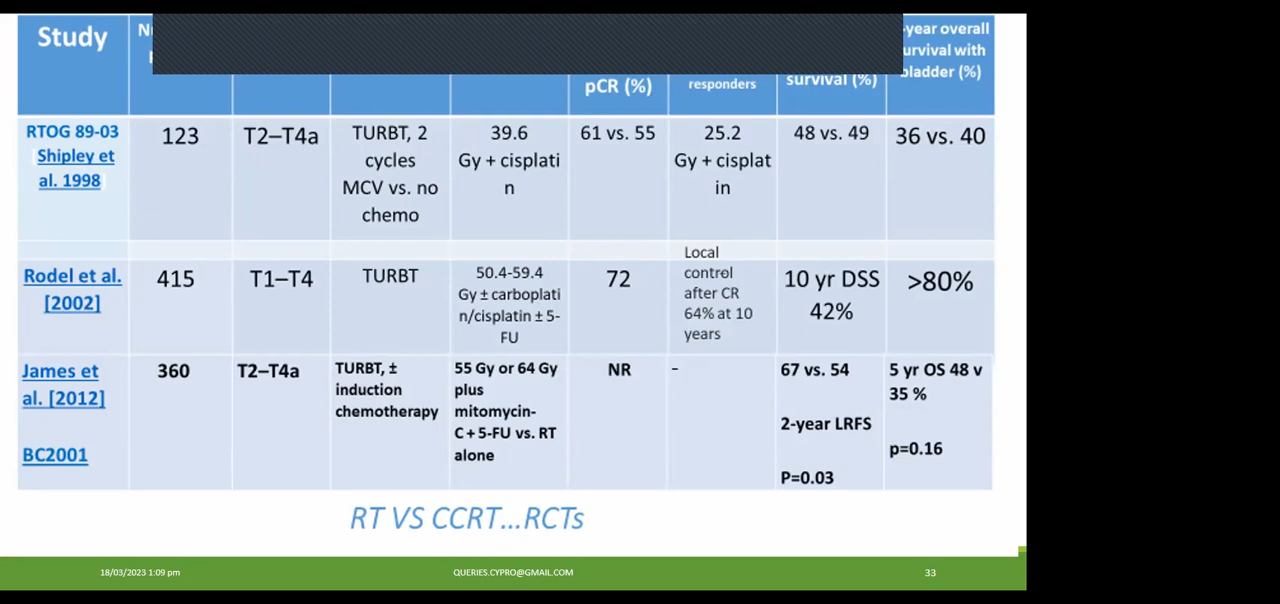 Study
pCR (%)
responders
survival (%)
-year overall
survival with
bladder (%)
RTOG 89-03
Shipley et
al. 1998
123
T2–T4a
TURBT, 2
cycles
MCV vs. no
chemo
39.6
Gy + cisplati
n
61 vs. 55
25.2
Gy + cisplat
in
48 vs. 49
36 vs. 40
Rodel et al.
[2002]
415
T1–T4
TURBT
50.4-59.4
Gy ± carboplati
n/cisplatin ± 5-
FU
72
Local
control
after CR
64% at 10
years
10 yr DSS
42%
>80%
James et
al. [2012]
BC2001
360
T2–T4a
TURBT, ±
induction
chemotherapy
55 Gy or 64 Gy
plus
mitomycin-
C + 5-FU vs. RT
alone
NR
-
67 vs. 54
2-year LRFS
P=0.03
5 yr OS 48 v
35 %
p=0.16
RT VS CCRT...RCTs
18/03/2023 1:09 pm
QUERIES.CYPRO@GMAIL.COM
33